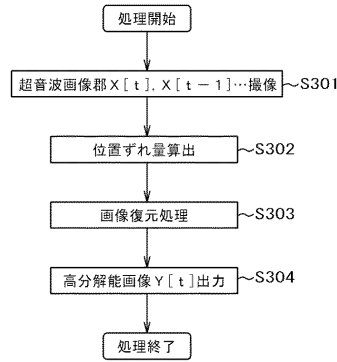 処理開始
超音波画像郡X[t],X[t-1]…撮像 S301
位置ずれ量算出 S302
画像復元処理 S303
高分解能画像Y[t]出力 S304
処理終了